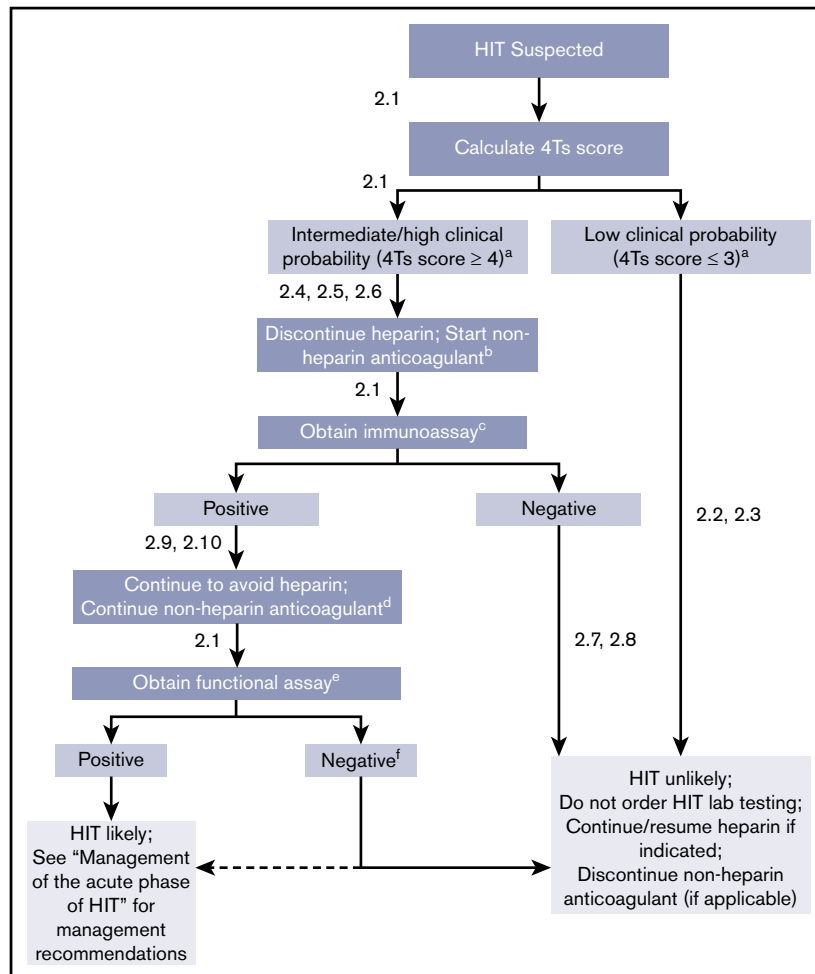 HIT Suspected
2.1
Calculate 4Ts score
2.1
Intermediate/high clinical
probability (4Ts score ≥ 4)ᵃ
Low clinical probability
(4Ts score ≤ 3)ᵃ
2.4, 2.5, 2.6
Discontinue heparin; Start non-
heparin anticoagulantᵇ
2.1
Obtain immunoassayᶜ
Positive
Negative
2.2, 2.3
2.9, 2.10
Continue to avoid heparin;
Continue non-heparin anticoagulantᵈ
2.1
2.7, 2.8
Obtain functional assayᵉ
Positive
Negativeᶠ
HIT likely;
See “Management
of the acute phase
of HIT” for
management
recommendations
HIT unlikely;
Do not order HIT lab testing;
Continue/resume heparin if
indicated;
Discontinue non-heparin
anticoagulant (if applicable)